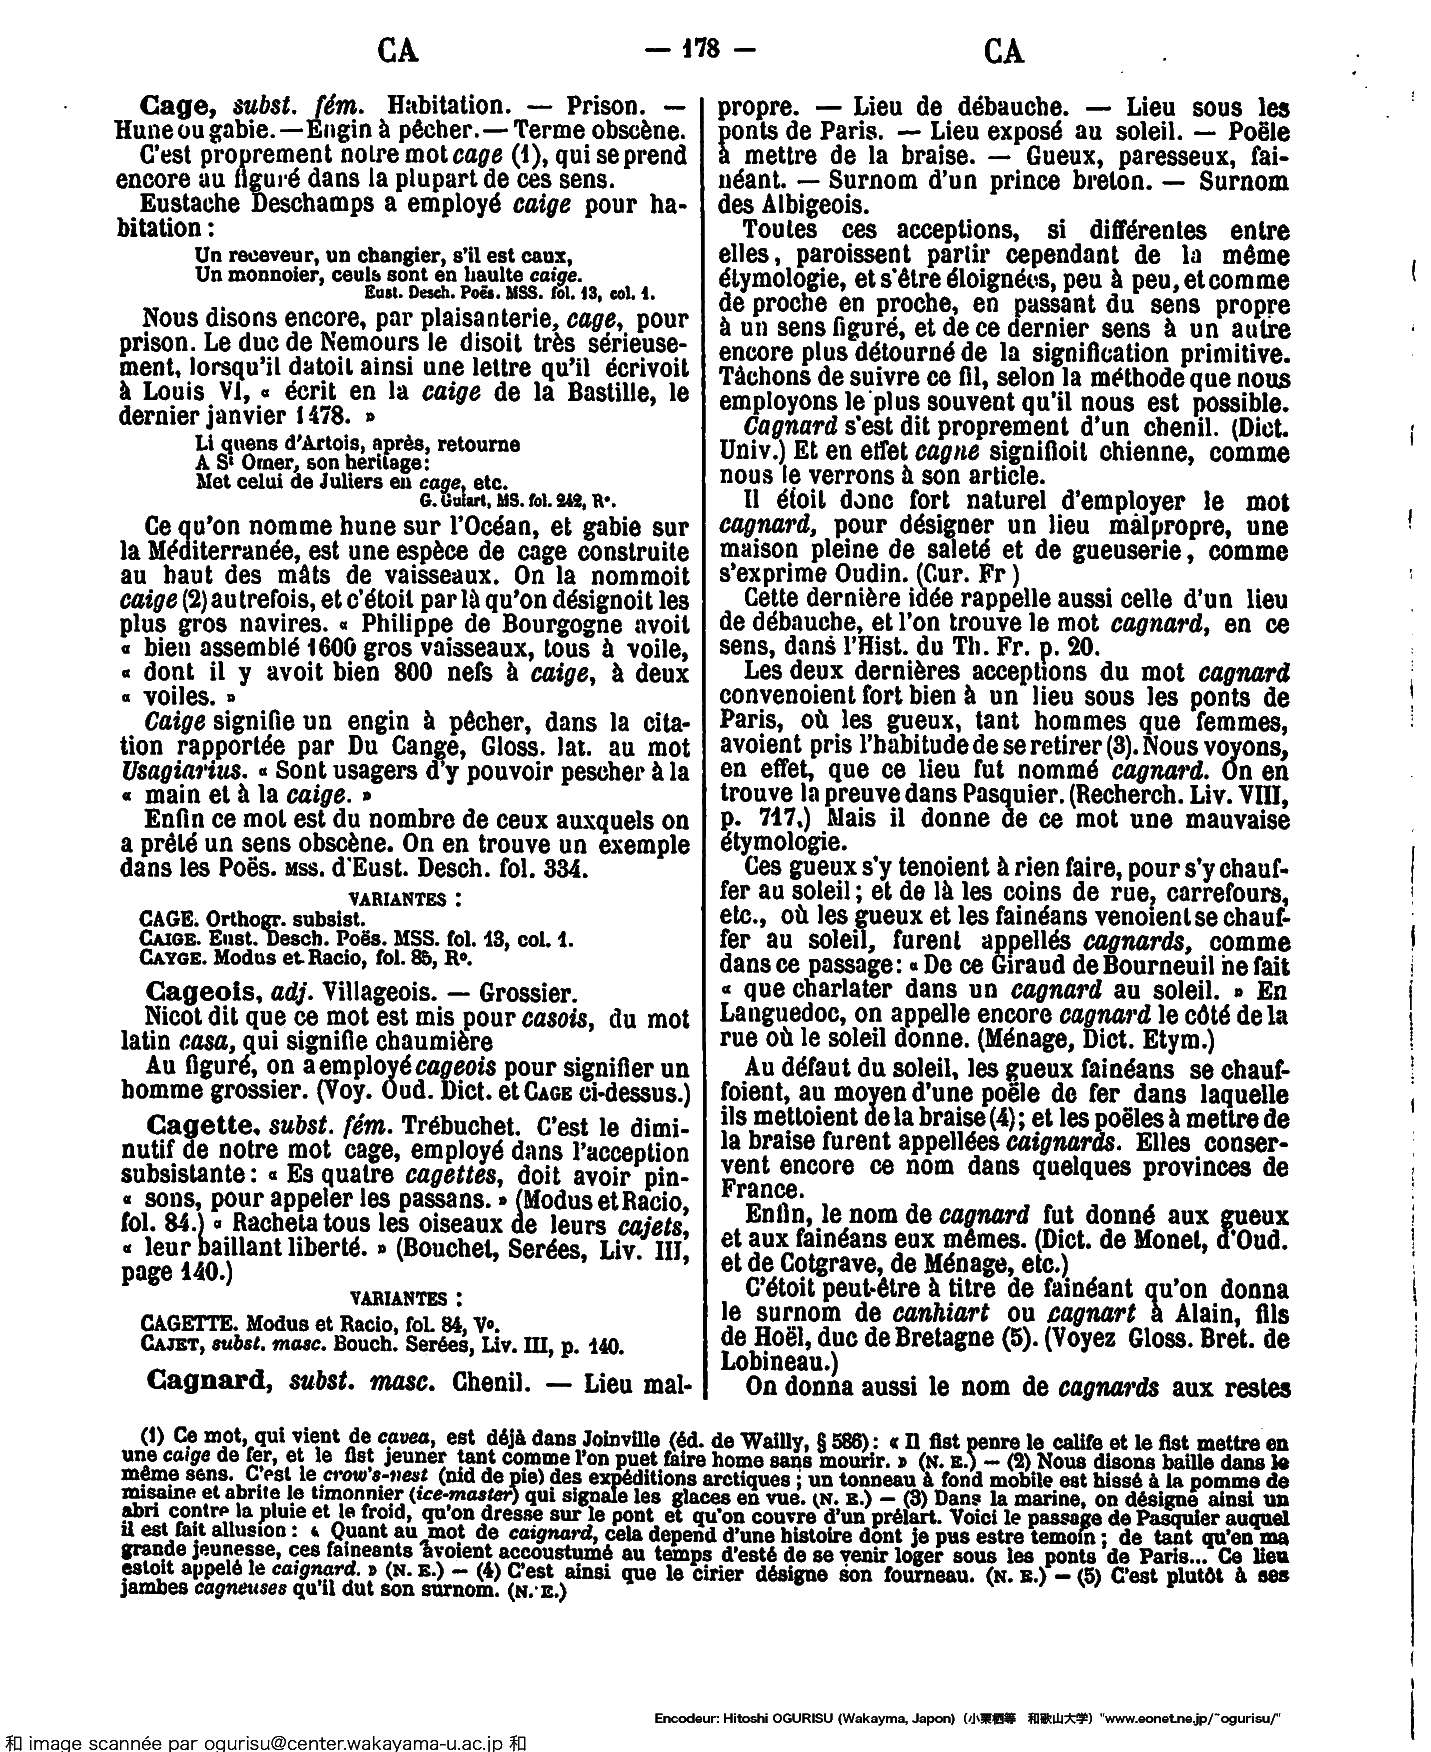 CA — 178 — CA
Cage, subst. fém. Habitation. — Prison. —
Hune ou gabie. — Engin à pêcher. — Terme obscène.
C'est proprement notre mot cage (1), qui se prend
encore au figuré dans la plupart de ces sens.
Eustache Deschamps a employé caige pour ha-
bitation :
Un receveur, un changier, s'il est caux,
Un monnoier, ceuls sont en haulte caige.
Eust. Desch. Poës. MSS. fol. 13, col. 1.
Nous disons encore, par plaisanterie, cage, pour
prison. Le duc de Nemours le disoit très sérieuse-
ment, lorsqu'il datoit ainsi une lettre qu'il écrivoit
à Louis VI, « écrit en la caige de la Bastille, le
dernier janvier 1478. »
Li quens d'Artois, après, retourne
A St Omer, son heritage :
Met celui de Juliers en cage, etc.
G. Guiart, MS. fol. 242, R°.
Ce qu'on nomme hune sur l'Océan, et gabie sur
la Méditerranée, est une espèce de cage construite
au haut des mâts de vaisseaux. On la nommoit
caige (2) autrefois, et c'étoit par là qu'on désignoit les
plus gros navires. « Philippe de Bourgogne avoit
« bien assemblé 1600 gros vaisseaux, tous à voile,
« dont il y avoit bien 800 nefs à caige, à deux
« voiles. »
Caige signifie un engin à pêcher, dans la cita-
tion rapportée par Du Cange, Gloss. lat. au mot
Usagiarius. « Sont usagers d'y pouvoir pescher à la
« main et à la caige. »
Enfin ce mot est du nombre de ceux auxquels on
a prêté un sens obscène. On en trouve un exemple
dans les Poës. MSS. d'Eust. Desch. fol. 334.
VARIANTES :
CAGE. Orthogr. subsist.
CAIGE. Eust. Desch. Poës. MSS. fol. 13, col. 1.
CAYGE. Modus et Racio, fol. 85, R°.
Cageois, adj. Villageois. — Grossier.
Nicot dit que ce mot est mis pour casois, du mot
latin casa, qui signifie chaumière
Au figuré, on a employé cageois pour signifier un
homme grossier. (Voy. Oud. Dict. et CAGE ci-dessus.)
Cagette, subst. fém. Trébuchet. C'est le dimi-
nutif de notre mot cage, employé dans l'acception
subsistante : « Es quatre cagettes, doit avoir pin-
« sons, pour appeler les passans. » (Modus et Racio,
fol. 84.) « Racheta tous les oiseaux de leurs cajets,
« leur baillant liberté. » (Bouchet, Serées, Liv. III,
page 140.)
VARIANTES :
CAGETTE. Modus et Racio, fol. 84, V°.
CAJET, subst. masc. Bouch. Serées, Liv. III, p. 140.
Cagnard, subst. masc. Chenil. — Lieu mal-
propre. — Lieu de débauche. — Lieu sous les
ponts de Paris. — Lieu exposé au soleil. — Poële
à mettre de la braise. — Gueux, paresseux, fai-
néant. — Surnom d'un prince breton. — Surnom
des Albigeois.
Toutes ces acceptions, si différentes entre
elles, paroissent partir cependant de la même
étymologie, et s'être éloignées, peu à peu, et comme
de proche en proche, en passant du sens propre
à un sens figuré, et de ce dernier sens à un autre
encore plus détourné de la signification primitive.
Tâchons de suivre ce fil, selon la méthode que nous
employons le plus souvent qu'il nous est possible.
Cagnard s'est dit proprement d'un chenil. (Dict.
Univ.) Et en effet cagne signifioit chienne, comme
nous le verrons à son article.
Il étoit donc fort naturel d'employer le mot
cagnard, pour désigner un lieu malpropre, une
maison pleine de saleté et de gueuserie, comme
s'exprime Oudin. (Cur. Fr )
Cette dernière idée rappelle aussi celle d'un lieu
de débauche, et l'on trouve le mot cagnard, en ce
sens, dans l'Hist. du Th. Fr. p. 20.
Les deux dernières acceptions du mot cagnard
convenoient fort bien à un lieu sous les ponts de
Paris, où les gueux, tant hommes que femmes,
avoient pris l'habitude de se retirer (3). Nous voyons,
en effet, que ce lieu fut nommé cagnard. On en
trouve la preuve dans Pasquier. (Recherch. Liv. VIII,
p. 717.) Mais il donne de ce mot une mauvaise
étymologie.
Ces gueux s'y tenoient à rien faire, pour s'y chauf-
fer au soleil ; et de là les coins de rue, carrefours,
etc., où les gueux et les fainéans venoient se chauf-
fer au soleil, furent appellés cagnards, comme
dans ce passage : « De ce Giraud de Bourneuil ne fait
« que charlater dans un cagnard au soleil. » En
Languedoc, on appelle encore cagnard le côté de la
rue où le soleil donne. (Ménage, Dict. Etym.)
Au défaut du soleil, les gueux fainéans se chauf-
foient, au moyen d'une poële de fer dans laquelle
ils mettoient de la braise (4) ; et les poëles à mettre de
la braise furent appellées caignards. Elles conser-
vent encore ce nom dans quelques provinces de
France.
Enfin, le nom de cagnard fut donné aux gueux
et aux fainéans eux mêmes. (Dict. de Monet, d'Oud.
et de Cotgrave, de Ménage, etc.)
C'étoit peut-être à titre de fainéant qu'on donna
le surnom de canhiart ou cagnart à Alain, fils
de Hoël, duc de Bretagne (5). (Voyez Gloss. Bret. de
Lobineau.)
On donna aussi le nom de cagnards aux restes
(1) Ce mot, qui vient de cavea, est déjà dans Joinville (éd. de Wailly, § 586) : « Il fist penre le calife et le fist mettre en
une caige de fer, et le fist jeuner tant comme l'on puet faire home sans mourir. » (N. E.) — (2) Nous disons baille dans le
même sens. C'est le crow's-nest (nid de pie) des expéditions arctiques ; un tonneau à fond mobile est hissé à la pomme de
misaine et abrite le timonnier (ice-master) qui signale les glaces en vue. (N. E.) — (3) Dans la marine, on désigne ainsi un
abri contre la pluie et le froid, qu'on dresse sur le pont et qu'on couvre d'un prélart. Voici le passage de Pasquier auquel
il est fait allusion : « Quant au mot de caignard, cela depend d'une histoire dont je pus estre temoin ; de tant qu'en ma
grande jeunesse, ces faineants avoient accoustumé au temps d'esté de se venir loger sous les ponts de Paris... Ce lieu
estoit appelé le caignard. » (N. E.) — (4) C'est ainsi que le cirier désigne son fourneau. (N. E.) — (5) C'est plutôt à ses
jambes cagneuses qu'il dut son surnom. (N. E.)
Encodeur: Hitoshi OGURISU (Wakayma, Japon) (小栗栖等 和歌山大学) "www.eonet.ne.jp/~ogurisu/"
和 image scannée par ogurisu@center.wakayama-u.ac.jp 和